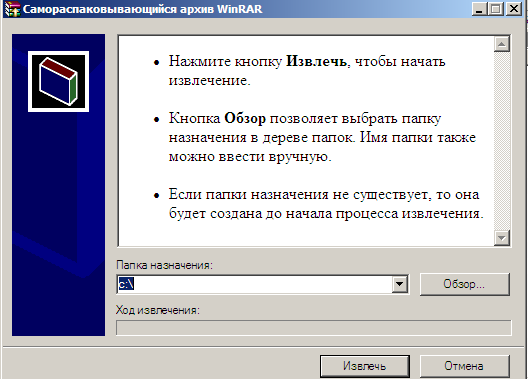 Самораспаковывающийся архив WinRAR
• Нажмите кнопку Извлечь, чтобы начать
извлечение.
• Кнопка Обзор позволяет выбрать папку
назначения в дереве папок. Имя папки также
можно ввести вручную.
• Если папки назначения не существует, то она
будет создана до начала процесса извлечения.
Папка назначения:
c:\
Обзор...
Ход извлечения:
Извлечь
Отмена